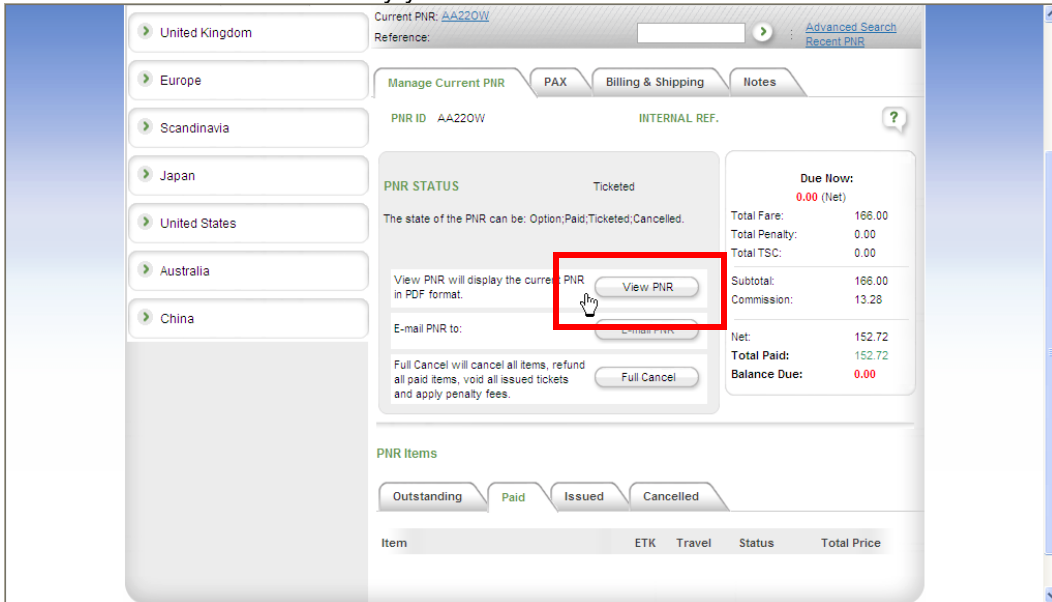 United Kingdom
Europe
Scandinavia
Japan
United States
Australia
China
Current PNR: AA22OW
Reference:
Advanced Search
Recent PNR
Manage Current PNR
PAX
Billing & Shipping
Notes
PNR ID AA22OW
INTERNAL REF.
?
PNR STATUS
Ticketed
The state of the PNR can be: Option;Paid;Ticketed;Cancelled.
View PNR will display the current PNR
in PDF format.
View PNR
E-mail PNR to:
E-mail PNR
Full Cancel will cancel all items, refund
all paid items, void all issued tickets
and apply penalty fees.
Full Cancel
Due Now:
0.00 (Net)
Total Fare: 166.00
Total Penalty: 0.00
Total TSC: 0.00
Subtotal: 166.00
Commission: 13.28
Net: 152.72
Total Paid: 152.72
Balance Due: 0.00
PNR Items
Outstanding
Paid
Issued
Cancelled
Item ETK Travel Status Total Price